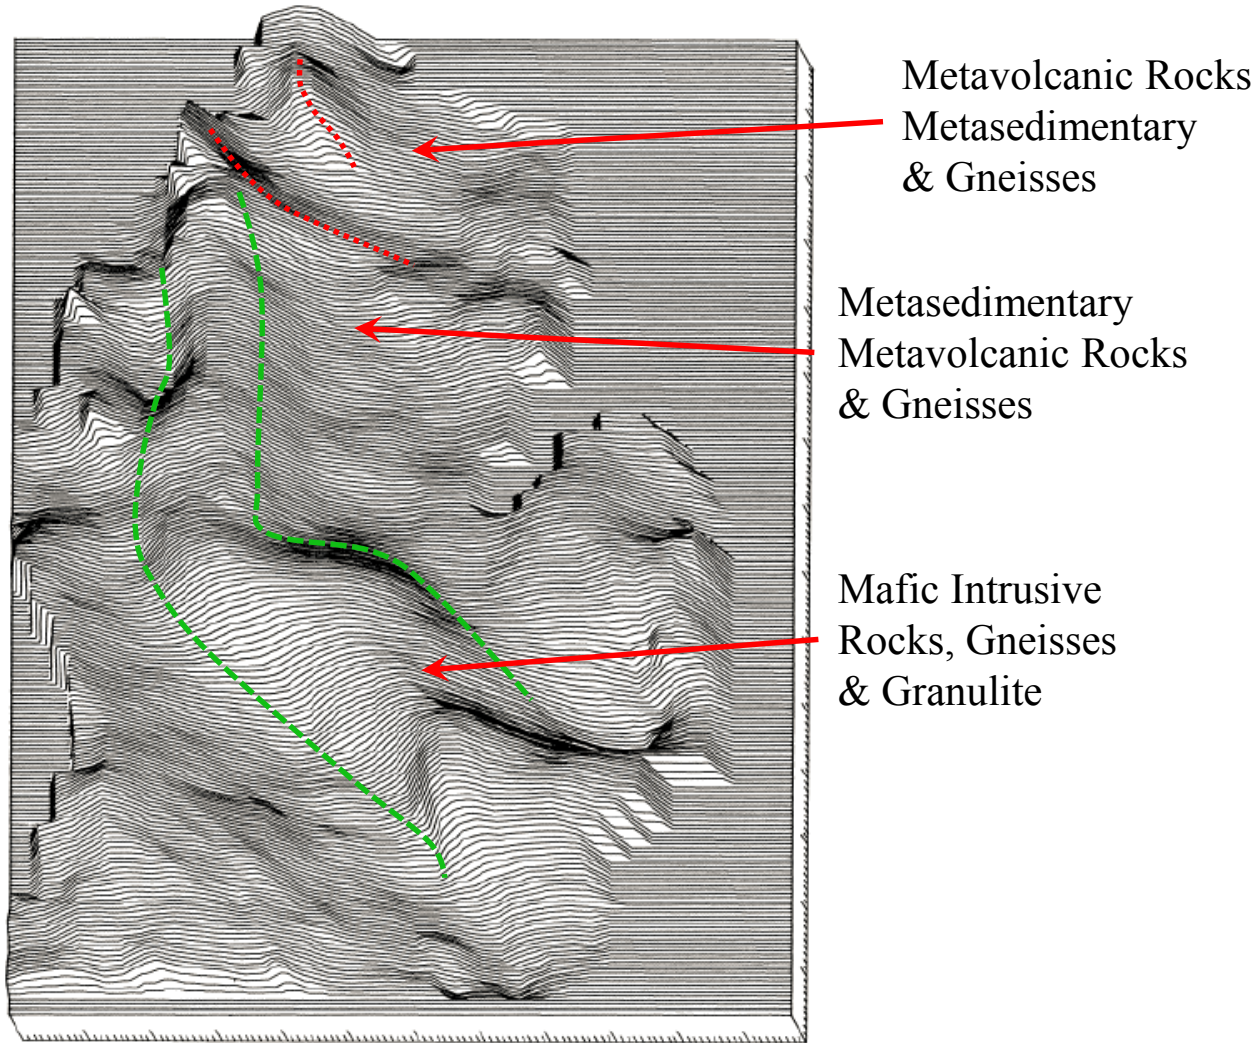 Metavolcanic Rocks
Metasedimentary
& Gneisses
Metasedimentary
Metavolcanic Rocks
& Gneisses
Mafic Intrusive
Rocks, Gneisses
& Granulite